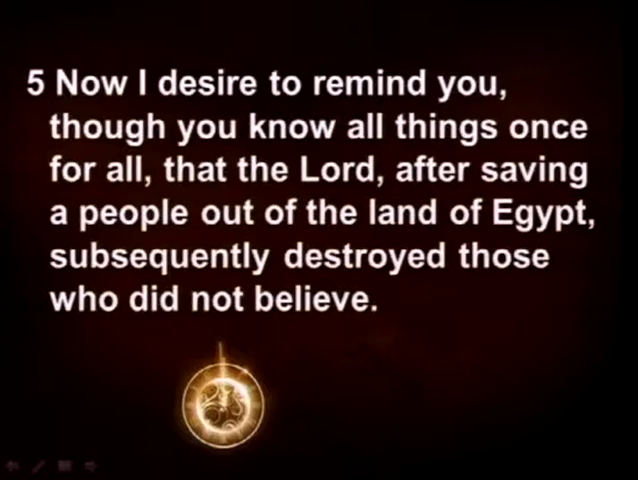 5 Now I desire to remind you,
though you know all things once
for all, that the Lord, after saving
a people out of the land of Egypt,
subsequently destroyed those
who did not believe.